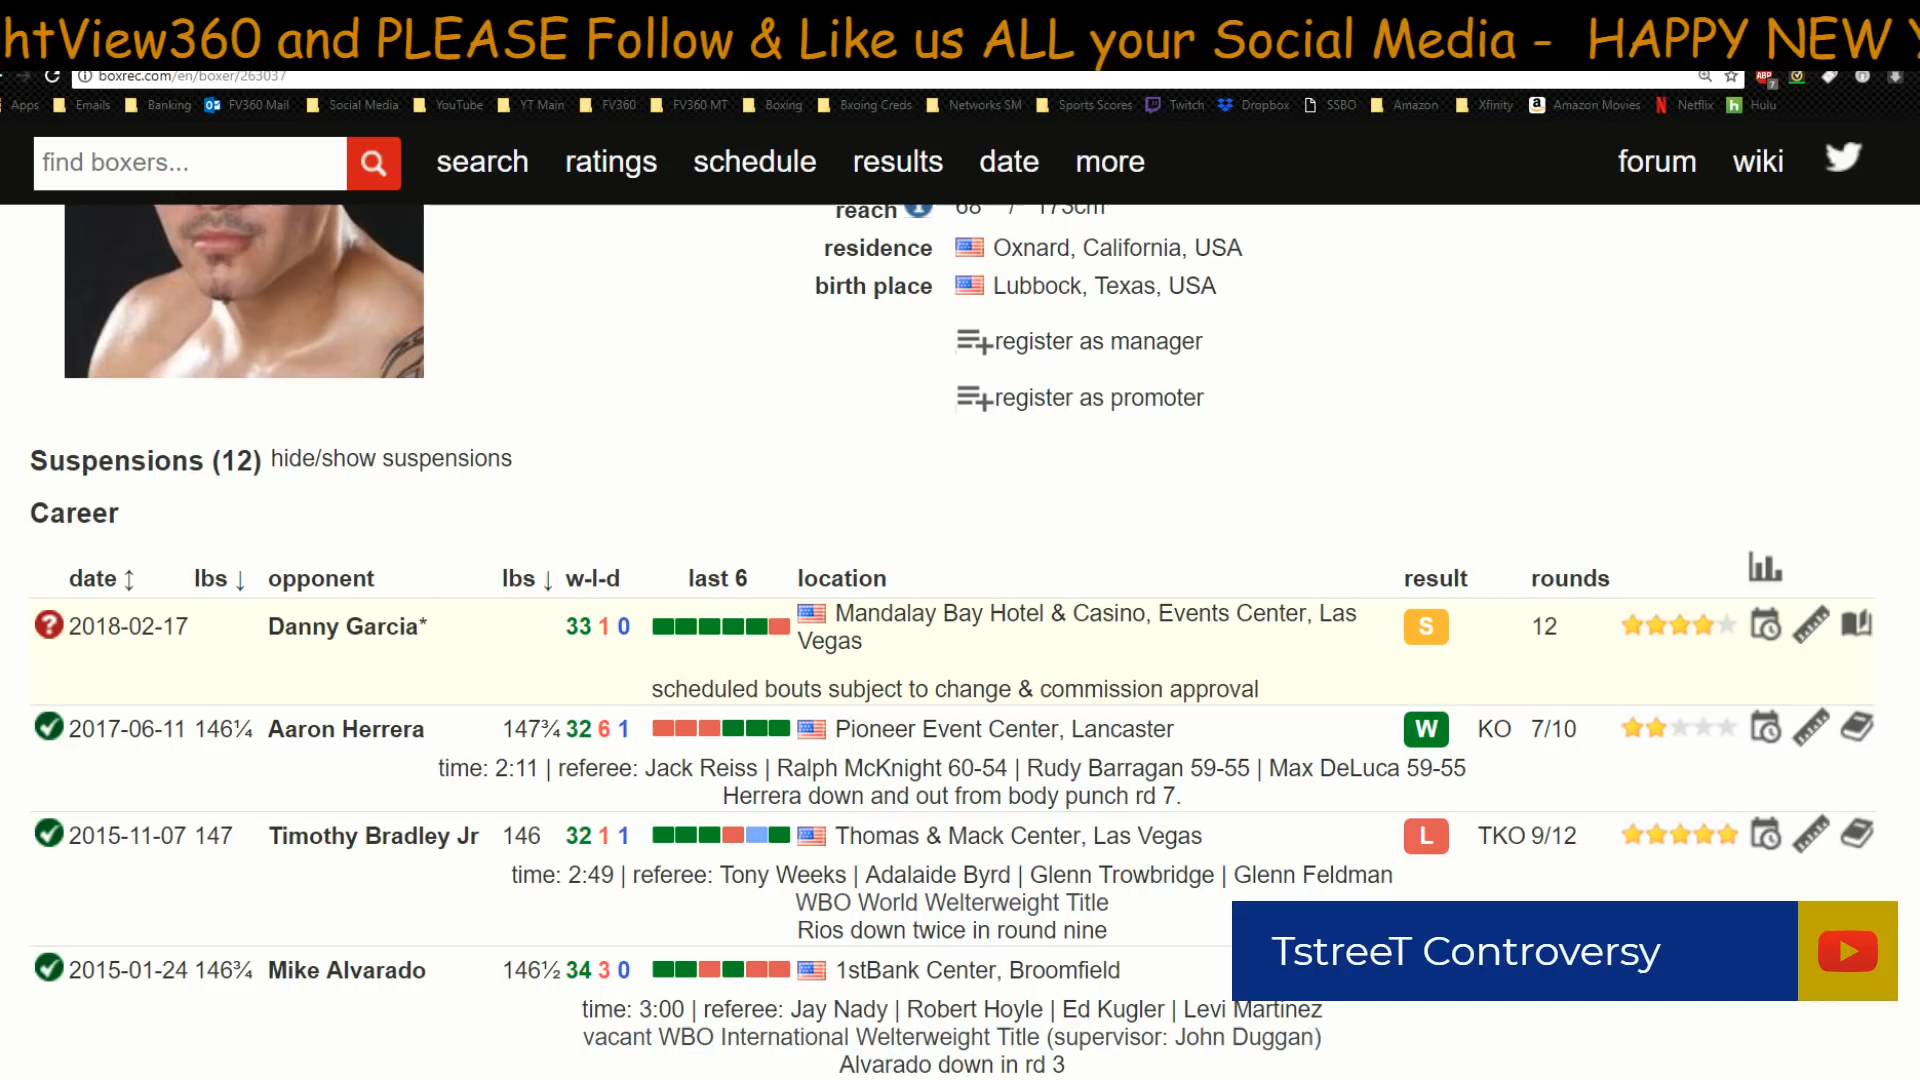 htView360 and PLEASE Follow & Like us ALL your Social Media - HAPPY NEW Y
boxrec.com/en/boxer/263037
Apps Emails Banking FV360 Mail Social Media YouTube YT Main FV360 FV360 MT Boxing Bxoing Creds Networks SM Sports Scores Twitch Dropbox SSBO Amazon Xfinity Amazon Movies Netflix Hulu
find boxers... search ratings schedule results date more forum wiki
reach 68″ / 173cm
residence Oxnard, California, USA
birth place Lubbock, Texas, USA
register as manager
register as promoter
Suspensions (12) hide/show suspensions
Career
date ↕ lbs ↓ opponent lbs ↓ w-l-d last 6 location result rounds
2018-02-17 Danny Garcia* 33 1 0 Mandalay Bay Hotel & Casino, Events Center, Las Vegas S 12
scheduled bouts subject to change & commission approval
2017-06-11 146¼ Aaron Herrera 147¾ 32 6 1 Pioneer Event Center, Lancaster W KO 7/10
time: 2:11 | referee: Jack Reiss | Ralph McKnight 60-54 | Rudy Barragan 59-55 | Max DeLuca 59-55
Herrera down and out from body punch rd 7.
2015-11-07 147 Timothy Bradley Jr 146 32 1 1 Thomas & Mack Center, Las Vegas L TKO 9/12
time: 2:49 | referee: Tony Weeks | Adalaide Byrd | Glenn Trowbridge | Glenn Feldman
WBO World Welterweight Title
Rios down twice in round nine
TstreeT Controversy
2015-01-24 146¾ Mike Alvarado 146½ 34 3 0 1stBank Center, Broomfield
time: 3:00 | referee: Jay Nady | Robert Hoyle | Ed Kugler | Levi Martinez
vacant WBO International Welterweight Title (supervisor: John Duggan)
Alvarado down in rd 3